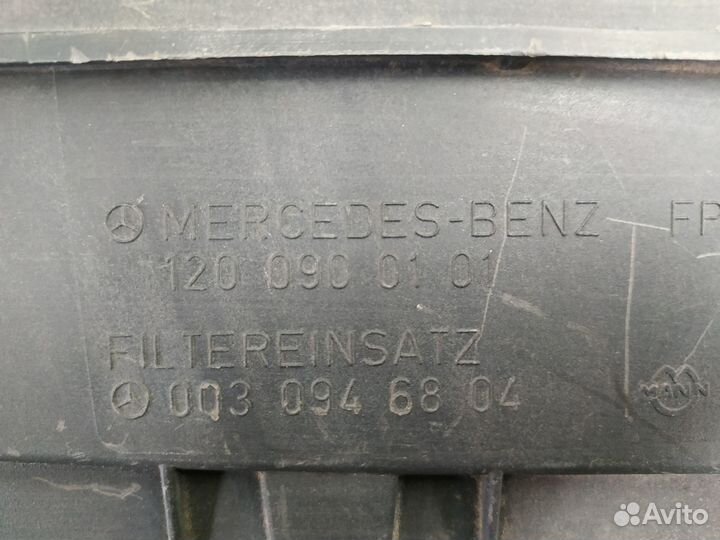 MERCEDES-BENZ FP
120 090 01 01
FILTEREINSATZ
003 094 68 04 MANN
Avito